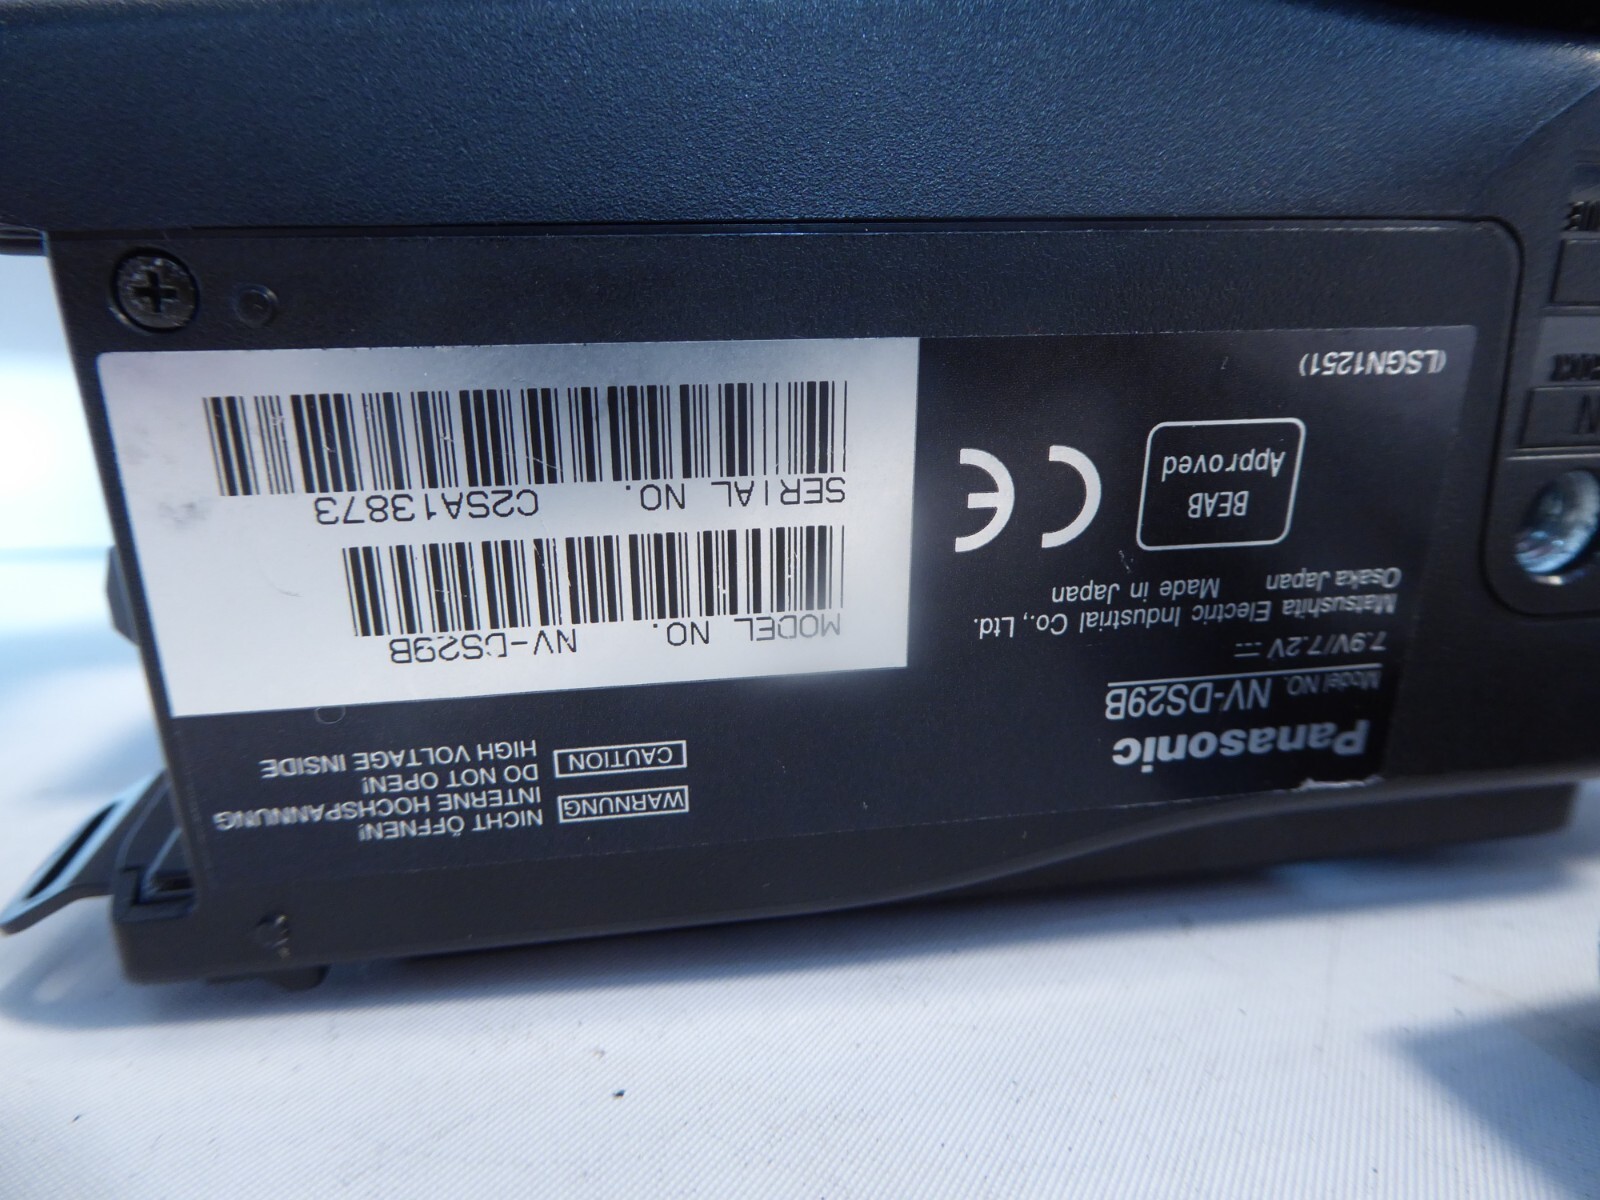 Panasonic
Model NO. NV-DS29B
7.9V/7.2V
Matsushita Electric Industrial Co., Ltd.
Osaka Japan Made in Japan
BEAB
Approved
CE
(LSGN1251)
WARNUNG NICHT ÖFFNEN!
INTERNE HOCHSPANNUNG
CAUTION DO NOT OPEN!
HIGH VOLTAGE INSIDE
MODEL NO. NV-DS29B
SERIAL NO. C2SA13873